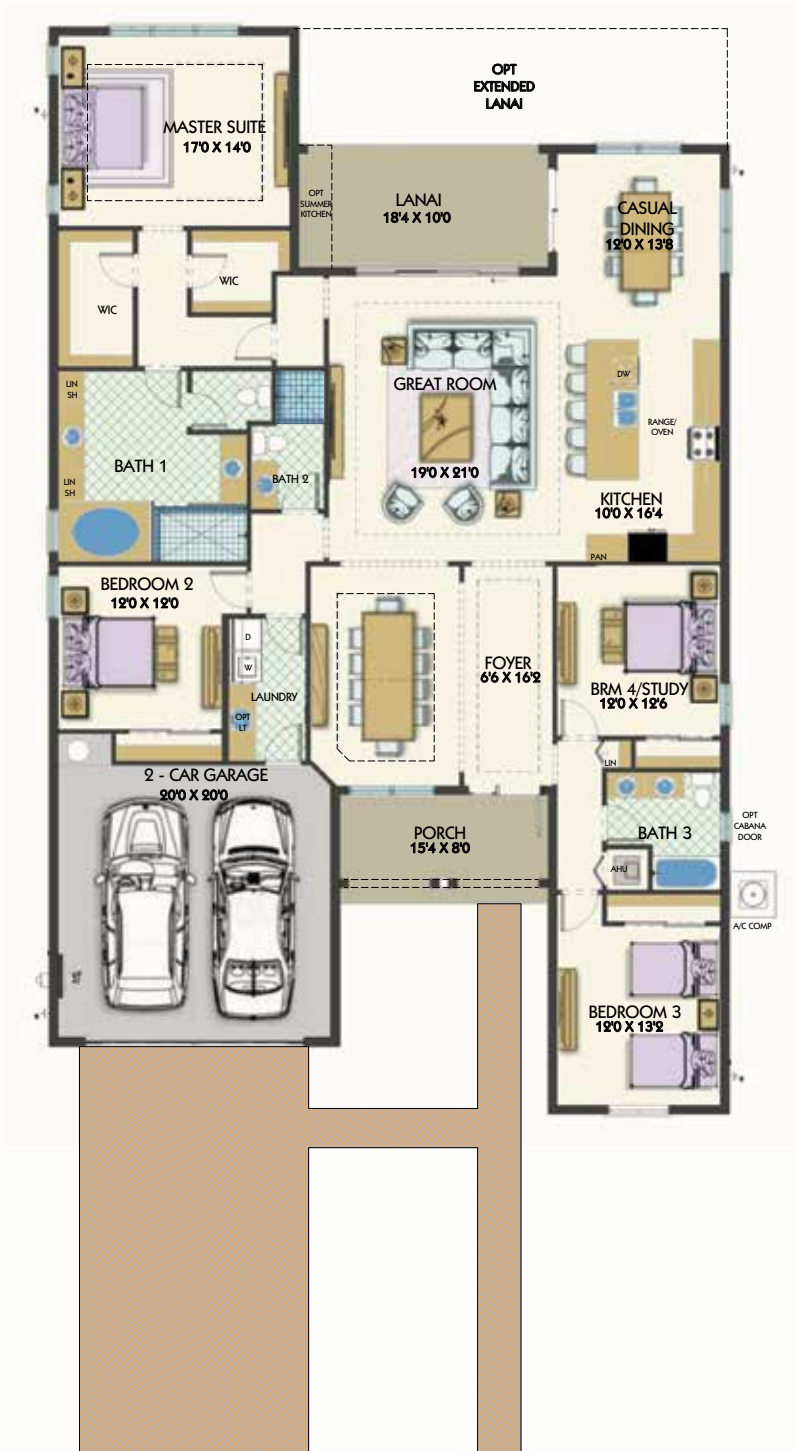 OPT
EXTENDED
LANAI
MASTER SUITE
17'0 X 14'0
OPT
SUMMER
KITCHEN
LANAI
18'4 X 10'0
CASUAL
DINING
12'0 X 13'8
WIC
WIC
LIN
SH
GREAT ROOM
19'0 X 21'0
DW
RANGE/
OVEN
BATH 1
LIN
SH
BATH 2
KITCHEN
10'0 X 16'4
PAN
BEDROOM 2
12'0 X 12'0
D
W
LAUNDRY
OPT
LT
FOYER
6'6 X 16'2
BRM 4/STUDY
12'0 X 12'6
LIN
2 - CAR GARAGE
20'0 X 20'0
PORCH
15'4 X 8'0
BATH 3
OPT
CABANA
DOOR
AHU
A/C COMP
BEDROOM 3
12'0 X 13'2